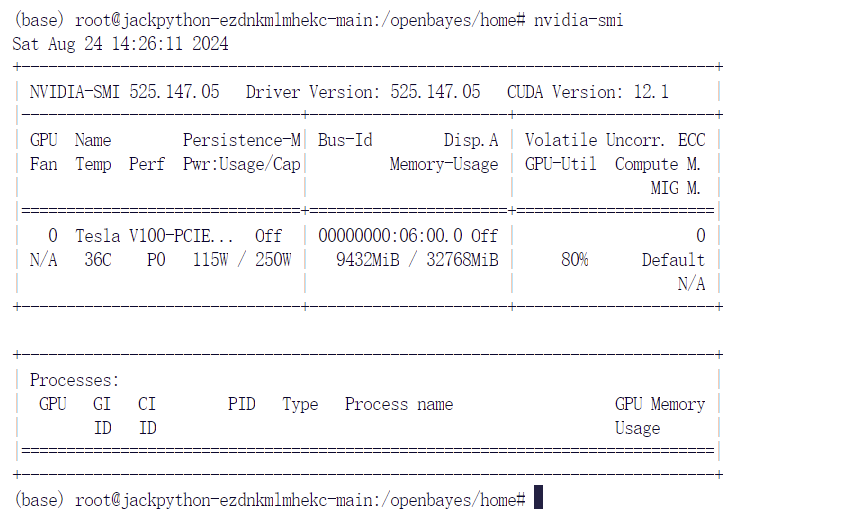 (base) root@jackpython-ezdnkmlmhekc-main:/openbayes/home# nvidia-smi
Sat Aug 24 14:26:11 2024
+-----------------------------------------------------------------------------+
| NVIDIA-SMI 525.147.05   Driver Version: 525.147.05   CUDA Version: 12.1     |
|-------------------------------+----------------------+----------------------+
| GPU  Name        Persistence-M| Bus-Id        Disp.A | Volatile Uncorr. ECC |
| Fan  Temp  Perf  Pwr:Usage/Cap|         Memory-Usage | GPU-Util  Compute M. |
|                               |                      |               MIG M. |
|===============================+======================+======================|
|   0  Tesla V100-PCIE...  Off  | 00000000:06:00.0 Off |                    0 |
| N/A   36C    P0   115W / 250W |   9432MiB / 32768MiB |     80%      Default |
|                               |                      |                  N/A |
+-------------------------------+----------------------+----------------------+

+-----------------------------------------------------------------------------+
| Processes:                                                                  |
|  GPU   GI   CI        PID   Type   Process name                  GPU Memory |
|        ID   ID                                                   Usage      |
|=============================================================================|
+-----------------------------------------------------------------------------+
(base) root@jackpython-ezdnkmlmhekc-main:/openbayes/home#